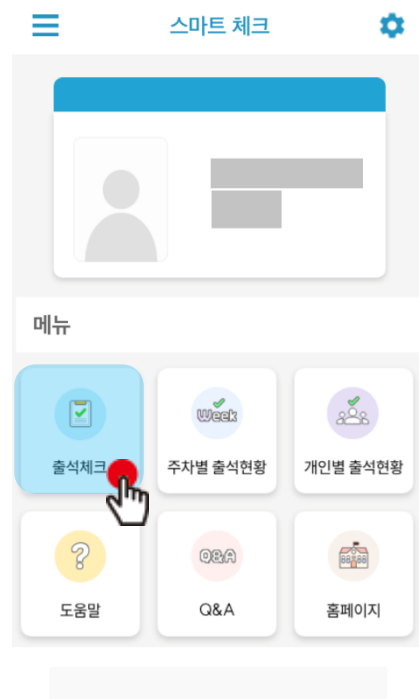 스마트 체크
메뉴
Week
출석체크
주차별 출석현황
개인별 출석현황
?
Q&A
도움말
Q&A
홈페이지